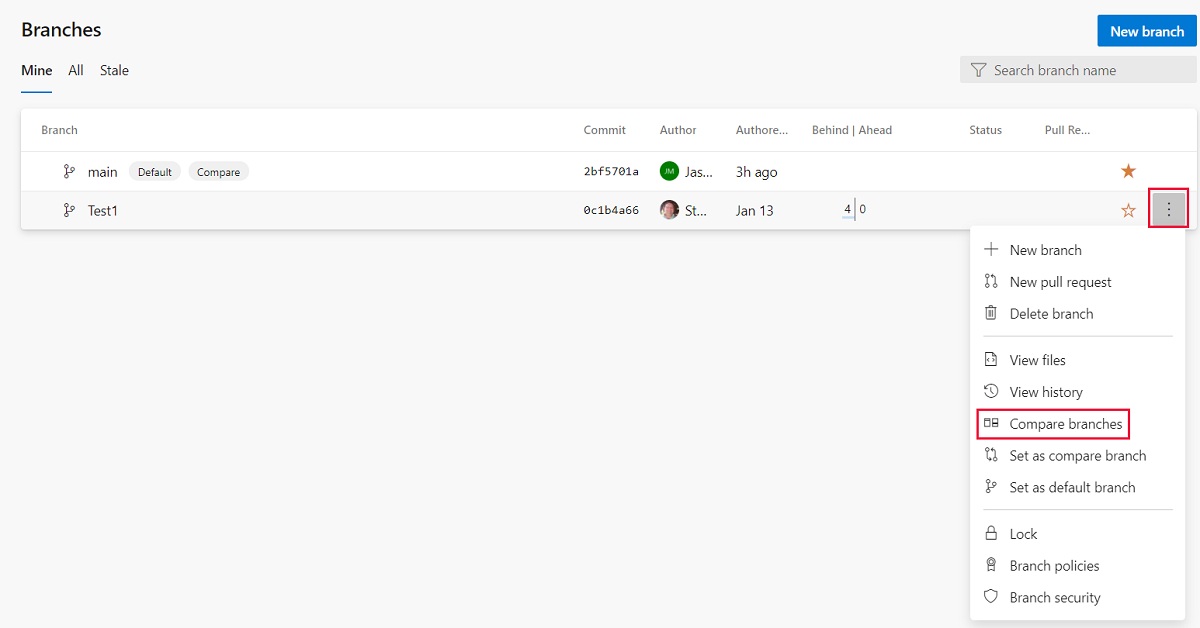 Branches
New branch
Mine All Stale
Search branch name
Branch Commit Author Authore... Behind | Ahead Status Pull Re...
main Default Compare 2bf5701a JM Jas... 3h ago
Test1 0c1b4a66 St... Jan 13 4 0
New branch
New pull request
Delete branch
View files
View history
Compare branches
Set as compare branch
Set as default branch
Lock
Branch policies
Branch security